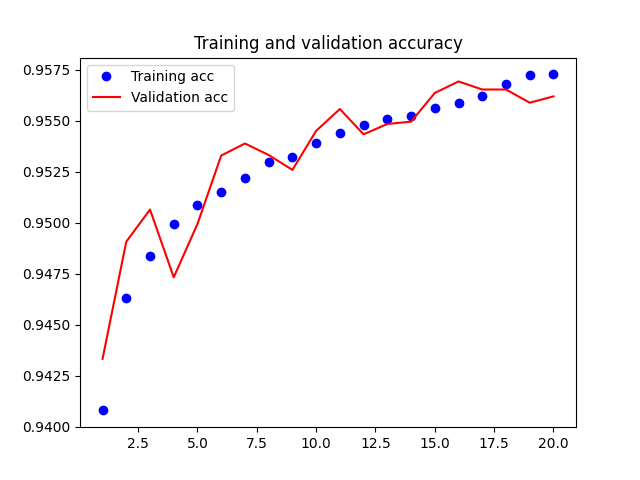 Training and validation accuracy
Training acc
Validation acc
0.9575
0.9550
0.9525
0.9500
0.9475
0.9450
0.9425
0.9400
2.5 5.0 7.5 10.0 12.5 15.0 17.5 20.0